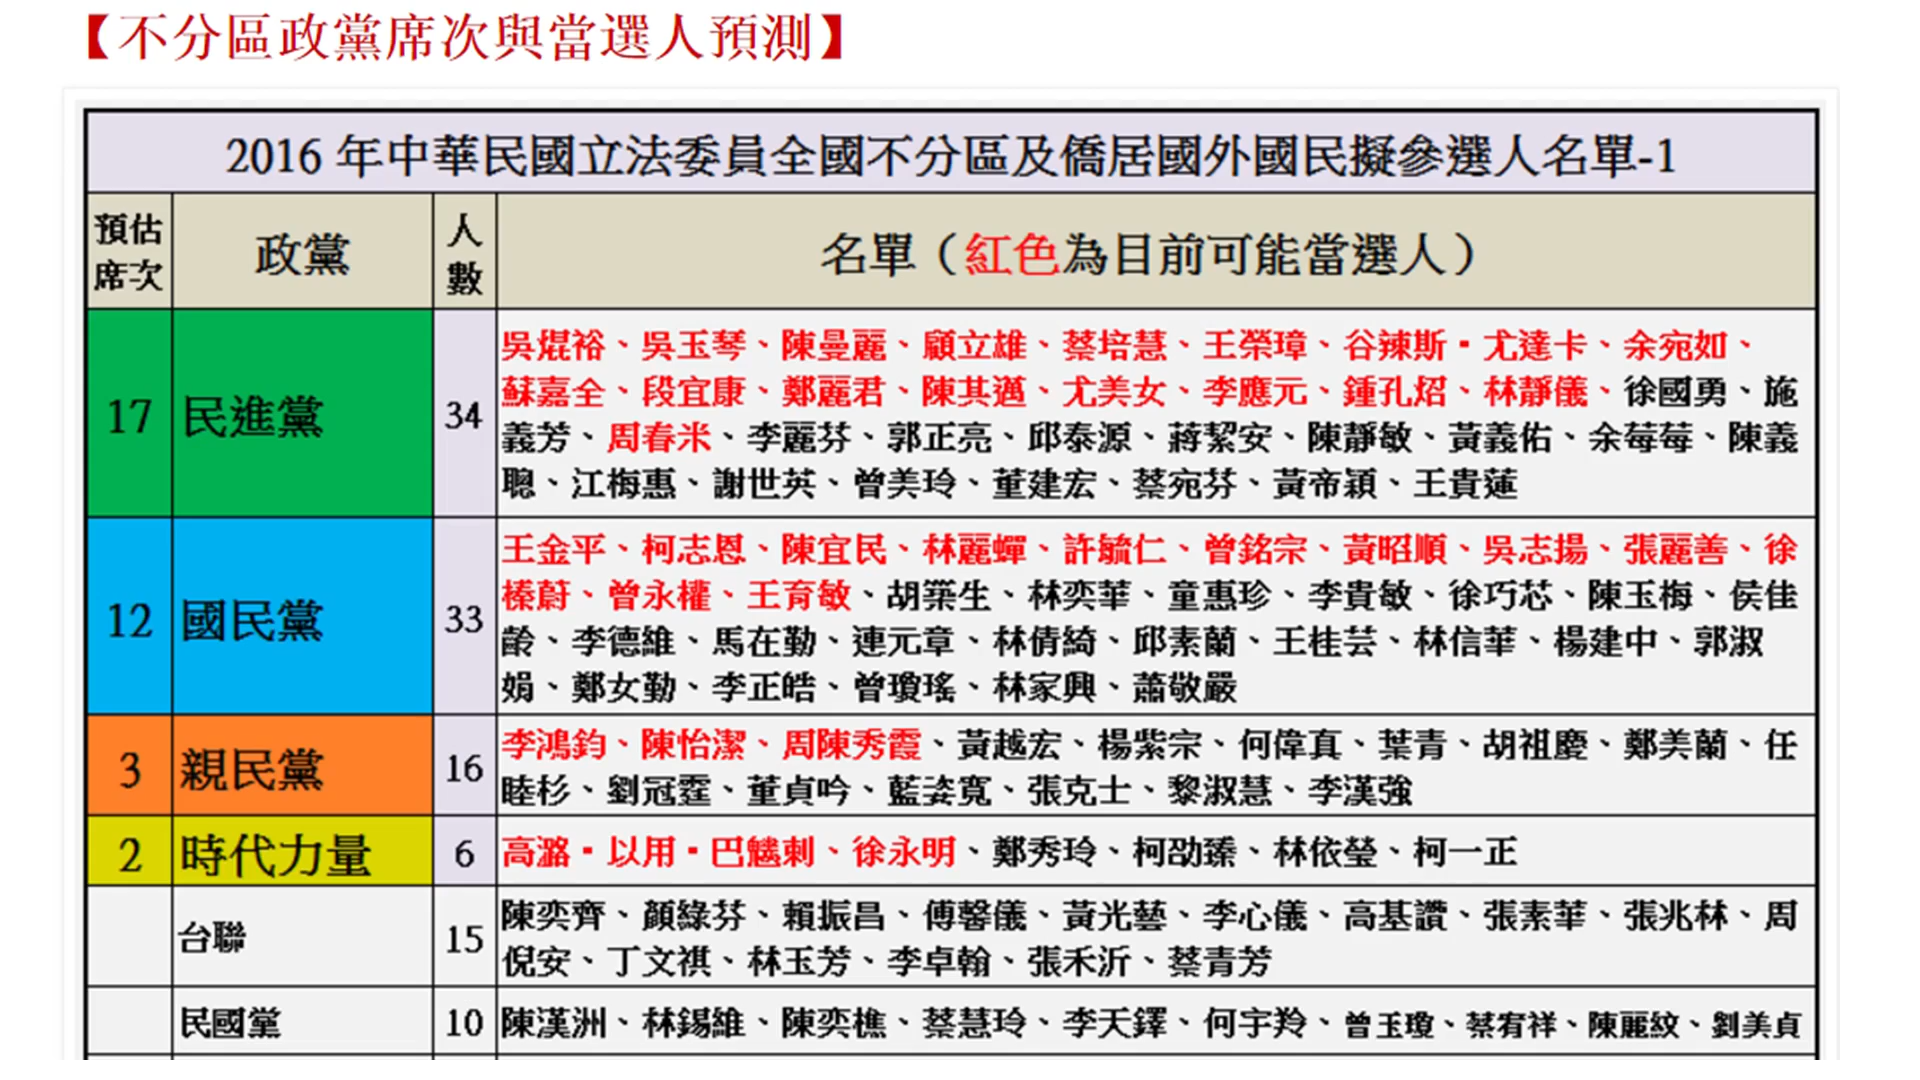 【不分區政黨席次與當選人預測】
2016 年中華民國立法委員全國不分區及僑居國外國民擬參選人名單-1
預估席次 政黨 人數 名單（紅色為目前可能當選人）
17 民進黨 34
吳焜裕、吳玉琴、陳曼麗、顧立雄、蔡培慧、王榮璋、谷辣斯·尤達卡、余宛如、
蘇嘉全、段宜康、鄭麗君、陳其邁、尤美女、李應元、鍾孔炤、林靜儀、徐國勇、施
義芳、周春米、李麗芬、郭正亮、邱泰源、蔣絜安、陳靜敏、黃義佑、余莓莓、陳義
聰、江梅惠、謝世英、曾美玲、董建宏、蔡宛芬、黃帝穎、王貴蓮
12 國民黨 33
王金平、柯志恩、陳宜民、林麗蟬、許毓仁、曾銘宗、黃昭順、吳志揚、張麗善、徐
榛蔚、曾永權、王育敏、胡築生、林奕華、童惠珍、李貴敏、徐巧芯、陳玉梅、侯佳
齡、李德維、馬在勤、連元章、林倩綺、邱素蘭、王桂芸、林信華、楊建中、郭淑
娟、鄭女勤、李正皓、曾瓊瑤、林家興、蕭敬嚴
3 親民黨 16
李鴻鈞、陳怡潔、周陳秀霞、黃越宏、楊紫宗、何偉真、葉青、胡祖慶、鄭美蘭、任
睦杉、劉冠霆、董貞吟、藍姿寬、張克士、黎淑慧、李漢強
2 時代力量 6
高潞·以用·巴魕剌、徐永明、鄭秀玲、柯劭臻、林依瑩、柯一正
台聯 15
陳奕齊、顏綠芬、賴振昌、傅馨儀、黃光藝、李心儀、高基讚、張素華、張兆林、周
倪安、丁文祺、林玉芳、李卓翰、張禾沂、蔡青芳
民國黨 10
陳漢洲、林錫維、陳奕樵、蔡慧玲、李天鐸、何宇羚、曾玉瓊、蔡宥祥、陳麗紋、劉美貞